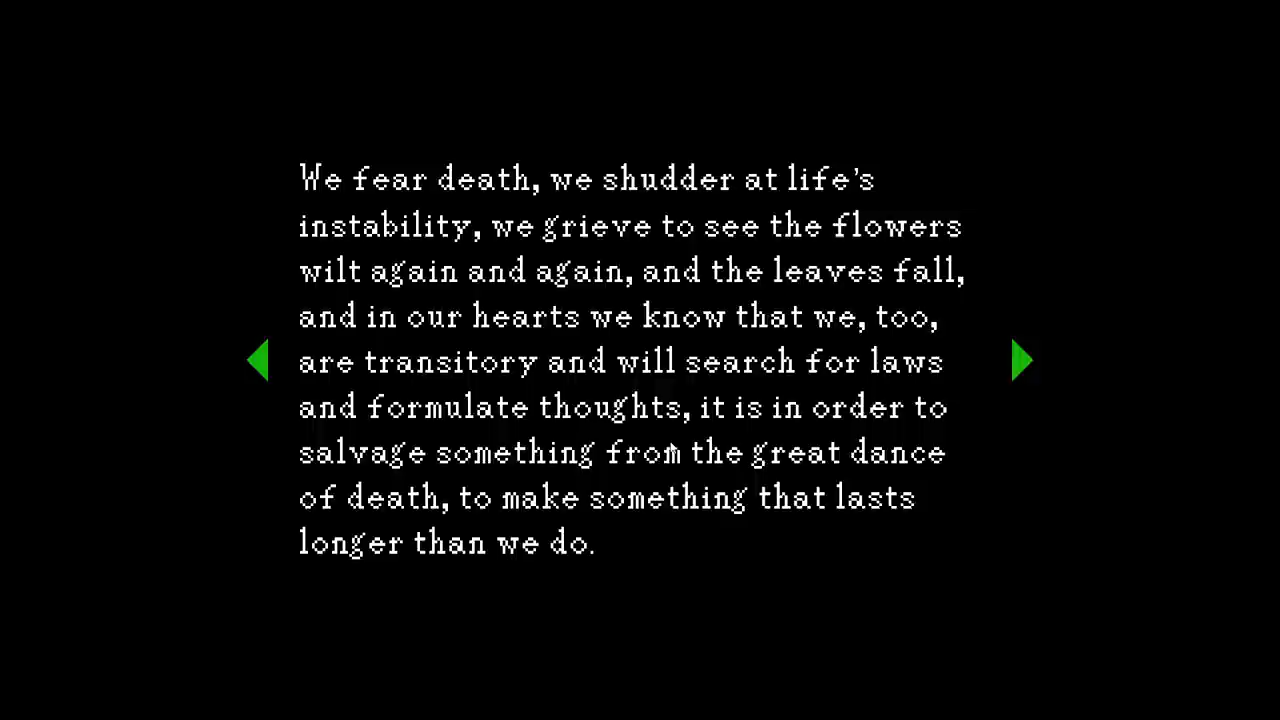 We fear death, we shudder at life's
instability, we grieve to see the flowers
wilt again and again, and the leaves fall,
and in our hearts we know that we, too,
are transitory and will search for laws
and formulate thoughts, it is in order to
salvage something from the great dance
of death, to make something that lasts
longer than we do.